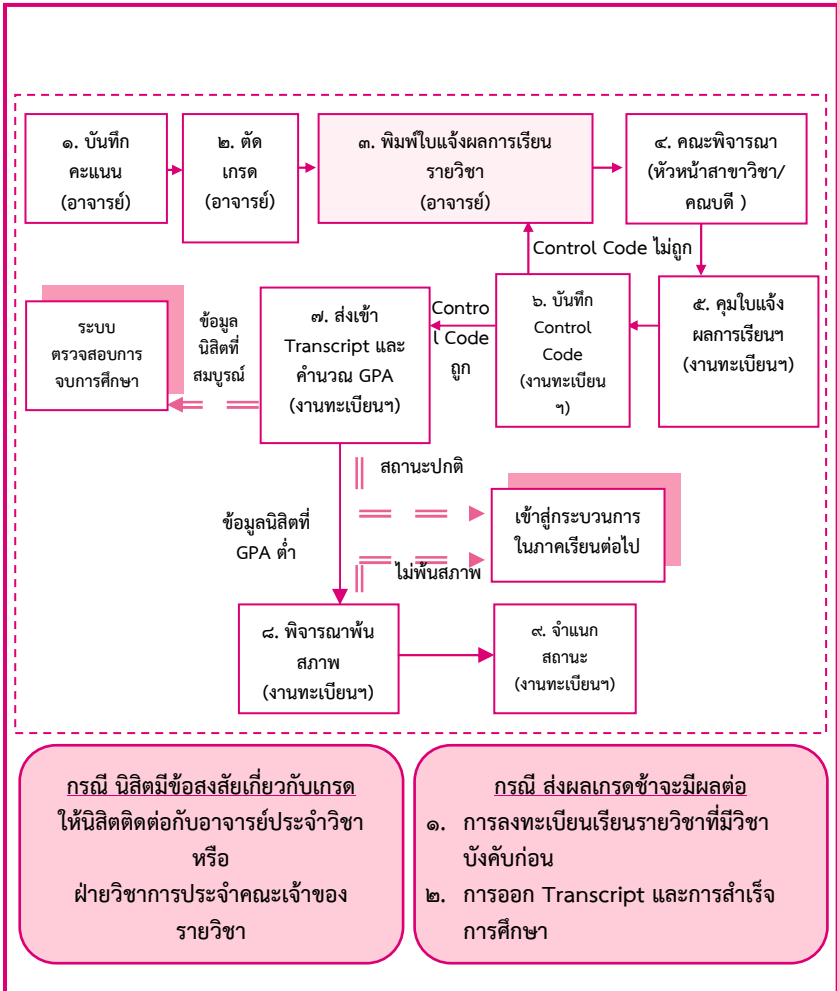 ๑. บันทึก
คะแนน
(อาจารย์)
๒. ตัด
เกรด
(อาจารย์)
๓. พิมพ์ใบแจ้งผลการเรียน
รายวิชา
(อาจารย์)
๔. คณะพิจารณา
(หัวหน้าสาขาวิชา/
คณบดี )
Control Code ไม่ถูก
๕. คุมใบแจ้ง
ผลการเรียนฯ
(งานทะเบียนฯ)
๖. บันทึก
Control
Code
(งานทะเบียน
ฯ)
Contro
l Code
ถูก
๗. ส่งเข้า
Transcript และ
คำนวณ GPA
(งานทะเบียนฯ)
ข้อมูล
นิสิตที่
สมบูรณ์
ระบบ
ตรวจสอบการ
จบการศึกษา
สถานะปกติ
ข้อมูลนิสิตที่
GPA ต่ำ
เข้าสู่กระบวนการ
ในภาคเรียนต่อไป
ไม่พ้นสภาพ
๘. พิจารณาพ้น
สภาพ
(งานทะเบียนฯ)
๙. จำแนก
สถานะ
(งานทะเบียนฯ)
กรณี นิสิตมีข้อสงสัยเกี่ยวกับเกรด
ให้นิสิตติดต่อกับอาจารย์ประจำวิชา
หรือ
ฝ่ายวิชาการประจำคณะเจ้าของ
รายวิชา
กรณี ส่งผลเกรดช้าจะมีผลต่อ
๑. การลงทะเบียนเรียนรายวิชาที่มีวิชา
บังคับก่อน
๒. การออก Transcript และการสำเร็จ
การศึกษา